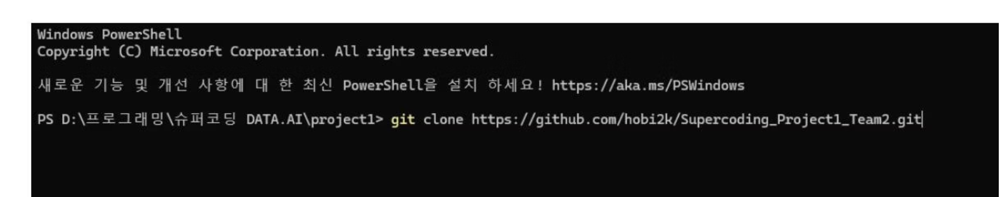 Windows PowerShell
Copyright (C) Microsoft Corporation. All rights reserved.
새로운 기능 및 개선 사항에 대 한 최신 PowerShell을 설치 하세요! https://aka.ms/PSWindows
PS D:\프로그래밍\슈퍼코딩 DATA.AI\project1> git clone https://github.com/hobi2k/Supercoding_Project1_Team2.git